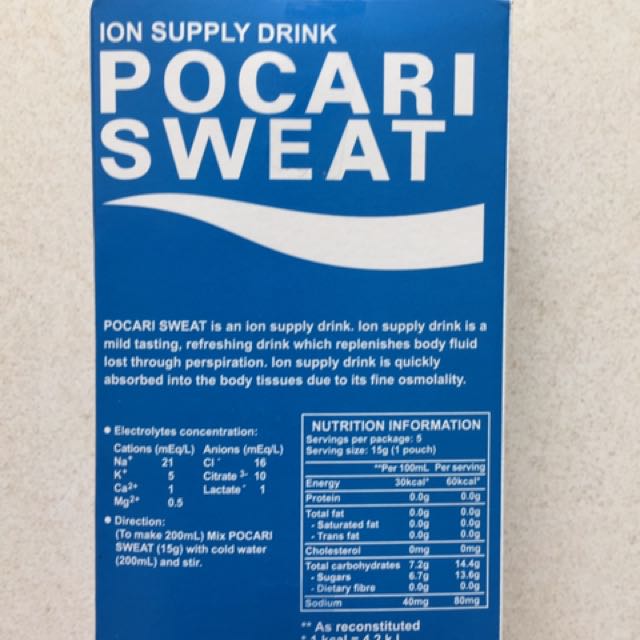 ION SUPPLY DRINK
POCARI
SWEAT
POCARI SWEAT is an ion supply drink. Ion supply drink is a
mild tasting, refreshing drink which replenishes body fluid
lost through perspiration. Ion supply drink is quickly
absorbed into the body tissues due to its fine osmolality.
• Electrolytes concentration:
Cations (mEq/L) Anions (mEq/L)
Na⁺ 21 Cl⁻ 16
K⁺ 5 Citrate ³⁻ 10
Ca²⁺ 1 Lactate⁻ 1
Mg²⁺ 0.5
• Direction:
(To make 200mL) Mix POCARI
SWEAT (15g) with cold water
(200mL) and stir.
NUTRITION INFORMATION
Servings per package: 5
Serving size: 15g (1 pouch)
**Per 100mL Per serving
Energy 30kcal* 60kcal*
Protein 0.0g 0.0g
Total fat 0.0g 0.0g
- Saturated fat 0.0g 0.0g
- Trans fat 0.0g 0.0g
Cholesterol 0mg 0mg
Total carbohydrates 7.2g 14.4g
- Sugars 6.7g 13.6g
- Dietary fibre 0.0g 0.0g
Sodium 40mg 80mg
** As reconstituted
* 1 kcal = 4.2 kJ